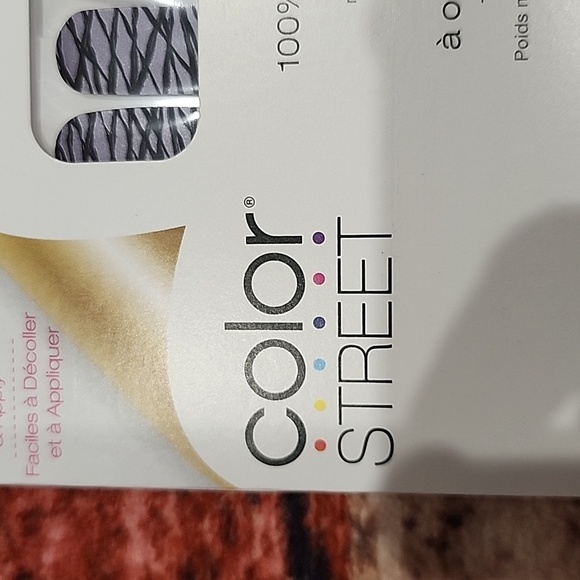 Faciles à Décoller
et à Appliquer
color®
STREET
100%
à
Poids